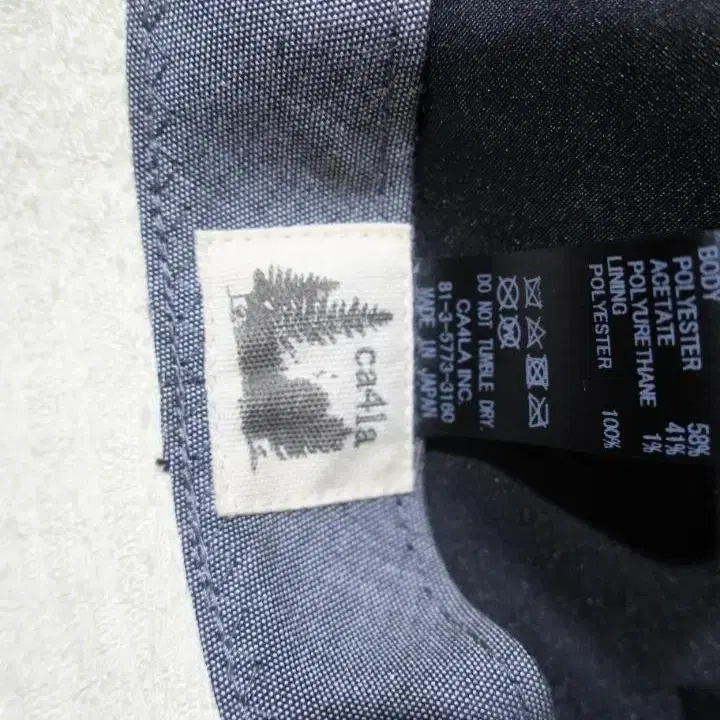 ca4la
BODY
POLYESTER 58%
ACETATE 41%
POLYURETHANE 1%
LINING
POLYESTER 100%
DO NOT TUMBLE DRY.
CA4LA INC.
81-3-5773-3160
MADE IN JAPAN